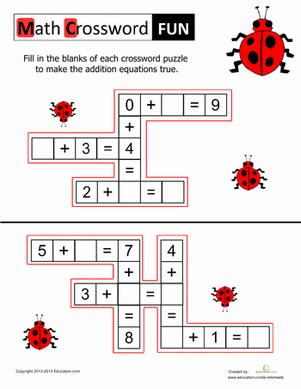 Math Crossword FUN
Fill in the blanks of each crossword puzzle
to make the addition equations true.
0 + = 9
+
+ 3 = 4
=
2 + =
5 + = 7 4
+ +
3 + =
= =
8 + 1 =
Copyright © 2013-2014 Education.com
Created by :
www.education.com/worksheets